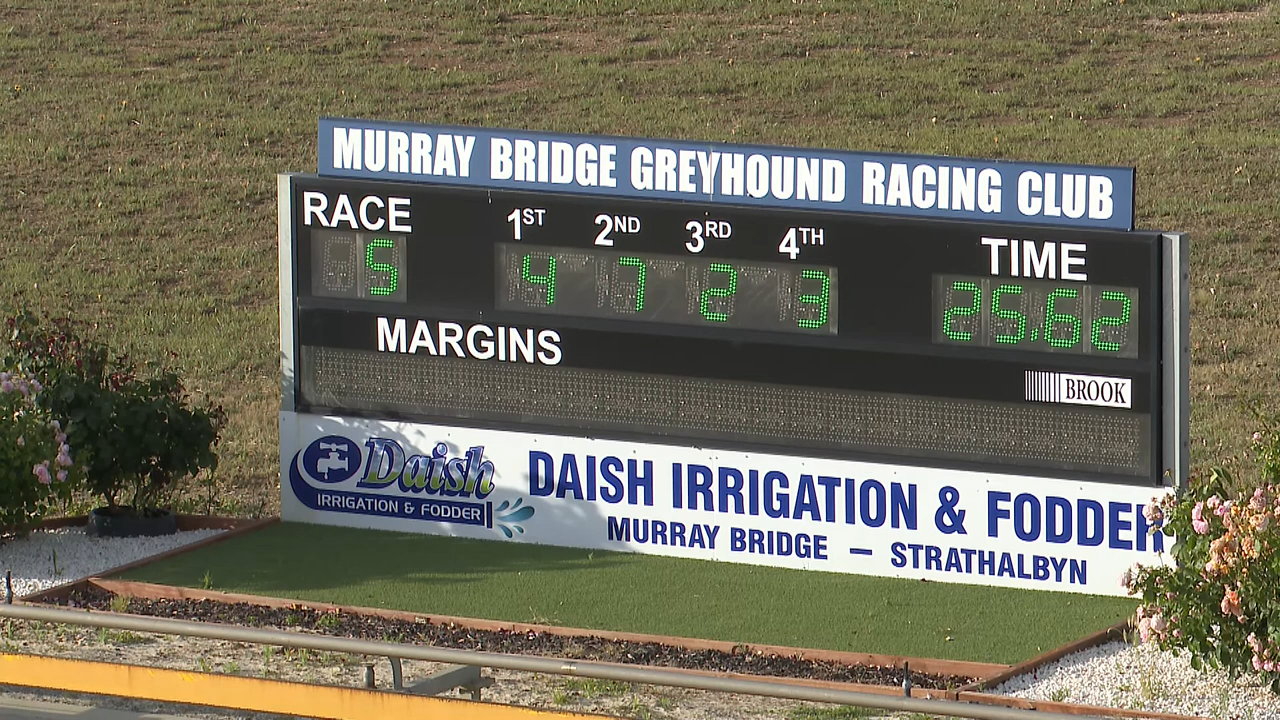 MURRAY BRIDGE GREYHOUND RACING CLUB
RACE 1ST 2ND 3RD 4TH TIME
5 4 7 2 3 25.62
MARGINS
BROOK
Daish
IRRIGATION & FODDER
DAISH IRRIGATION & FODDER
MURRAY BRIDGE – STRATHALBYN